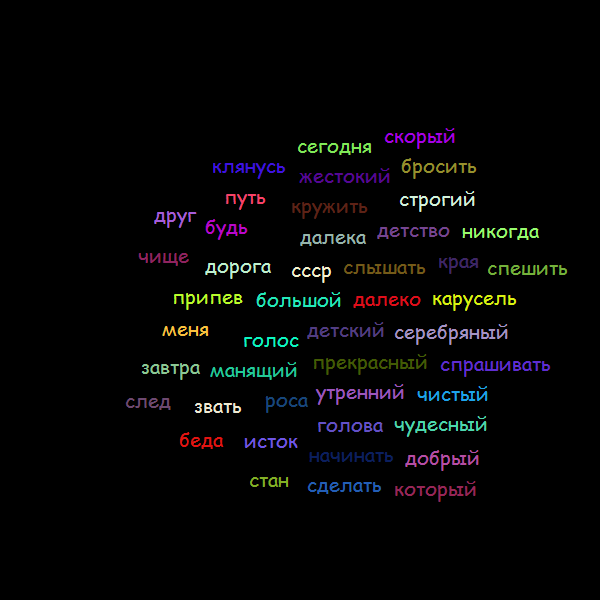 сегодня скорый
клянусь жестокий бросить
путь кружить строгий
друг будь далека детство никогда
чище дорога ссср слышать края спешить
припев большой далеко карусель
меня голос детский серебряный
завтра манящий прекрасный спрашивать
след звать роса утренний чистый
беда исток голова чудесный
начинать добрый
стан сделать который